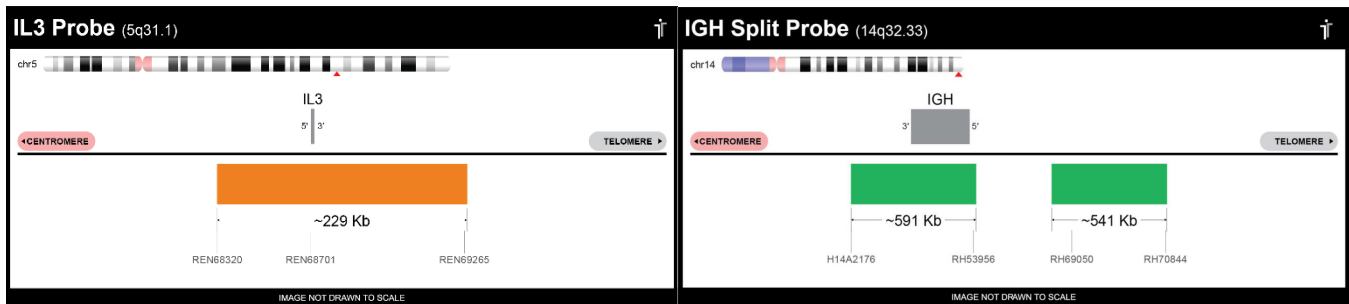 IL3 Probe (5q31.1)
chr5
IL3
5' 3'
◂CENTROMERE
TELOMERE ▸
~229 Kb
REN68320 REN68701 REN69265
IMAGE NOT DRAWN TO SCALE
IGH Split Probe (14q32.33)
chr14
IGH
3' 5'
◂CENTROMERE
TELOMERE ▸
~591 Kb ~541 Kb
H14A2176 RH53956 RH69050 RH70844
IMAGE NOT DRAWN TO SCALE